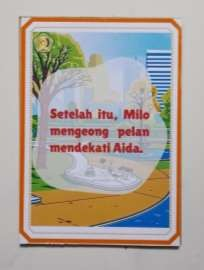 Setelah itu, Milo
mengeong pelan
mendekati Aida.